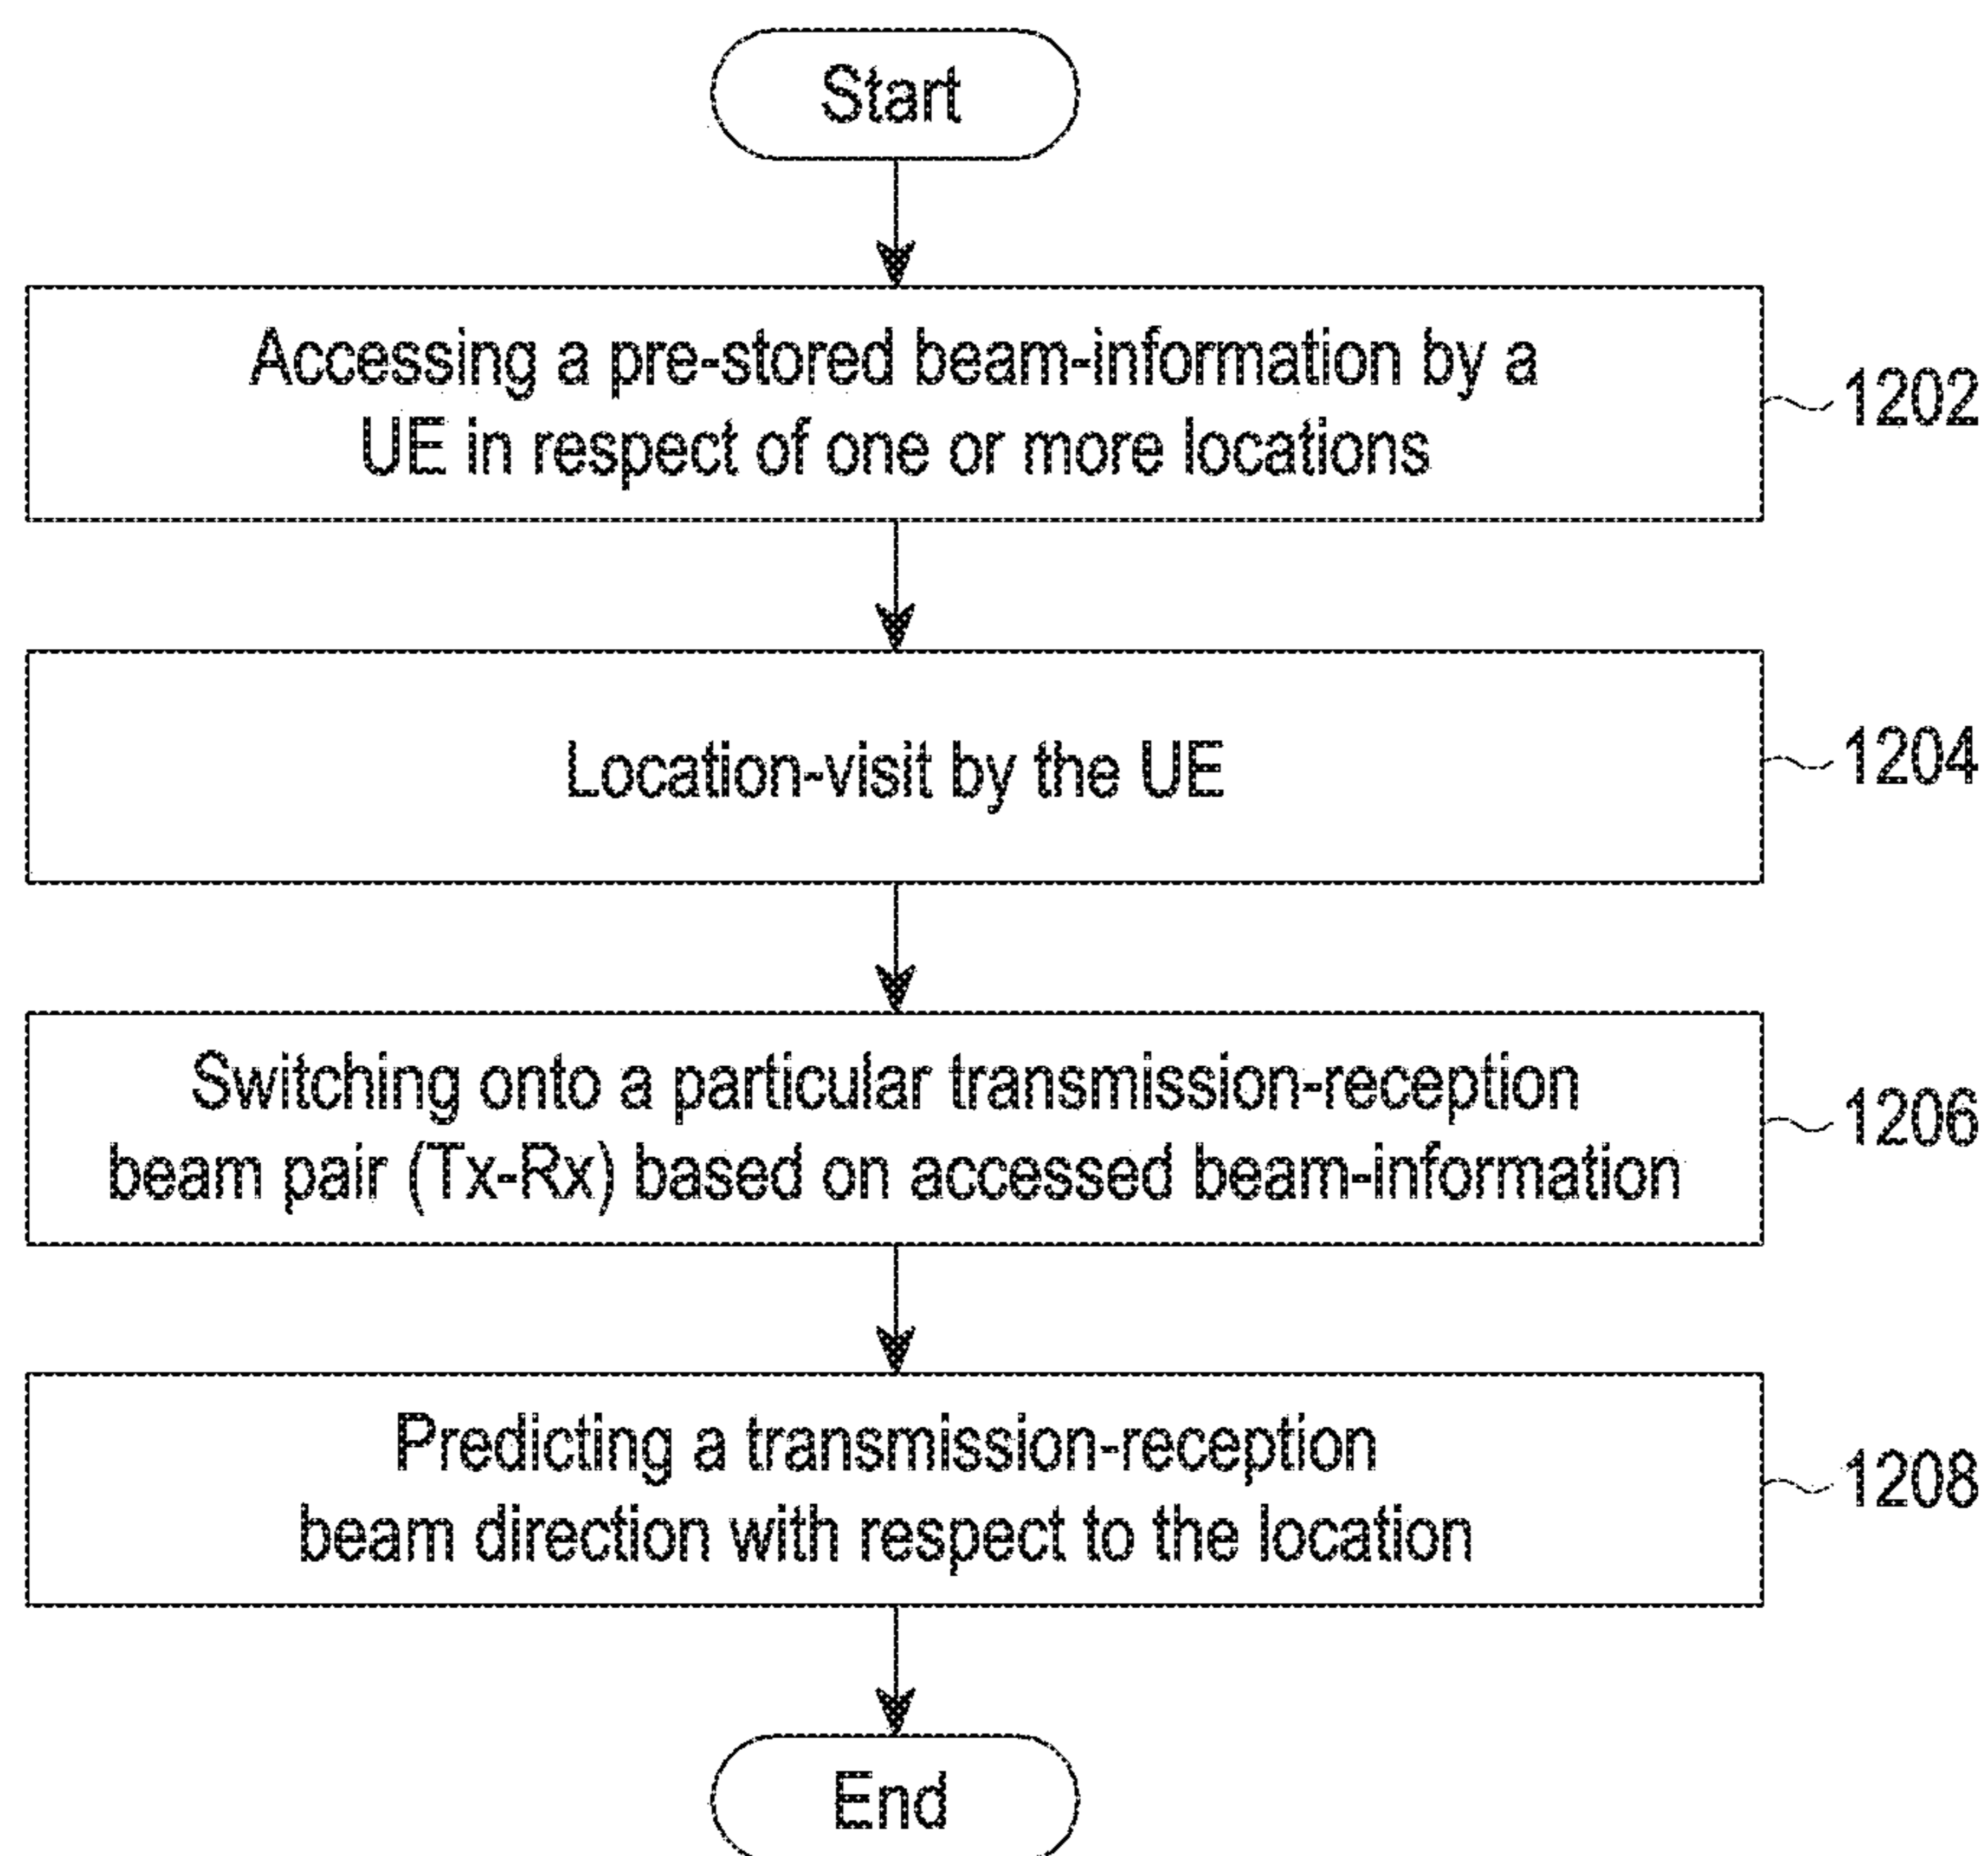 Start
Accessing a pre-stored beam-information by a
UE in respect of one or more locations
1202
Location-visit by the UE
1204
Switching onto a particular transmission-reception
beam pair (Tx-Rx) based on accessed beam-information
1206
Predicting a transmission-reception
beam direction with respect to the location
1208
End